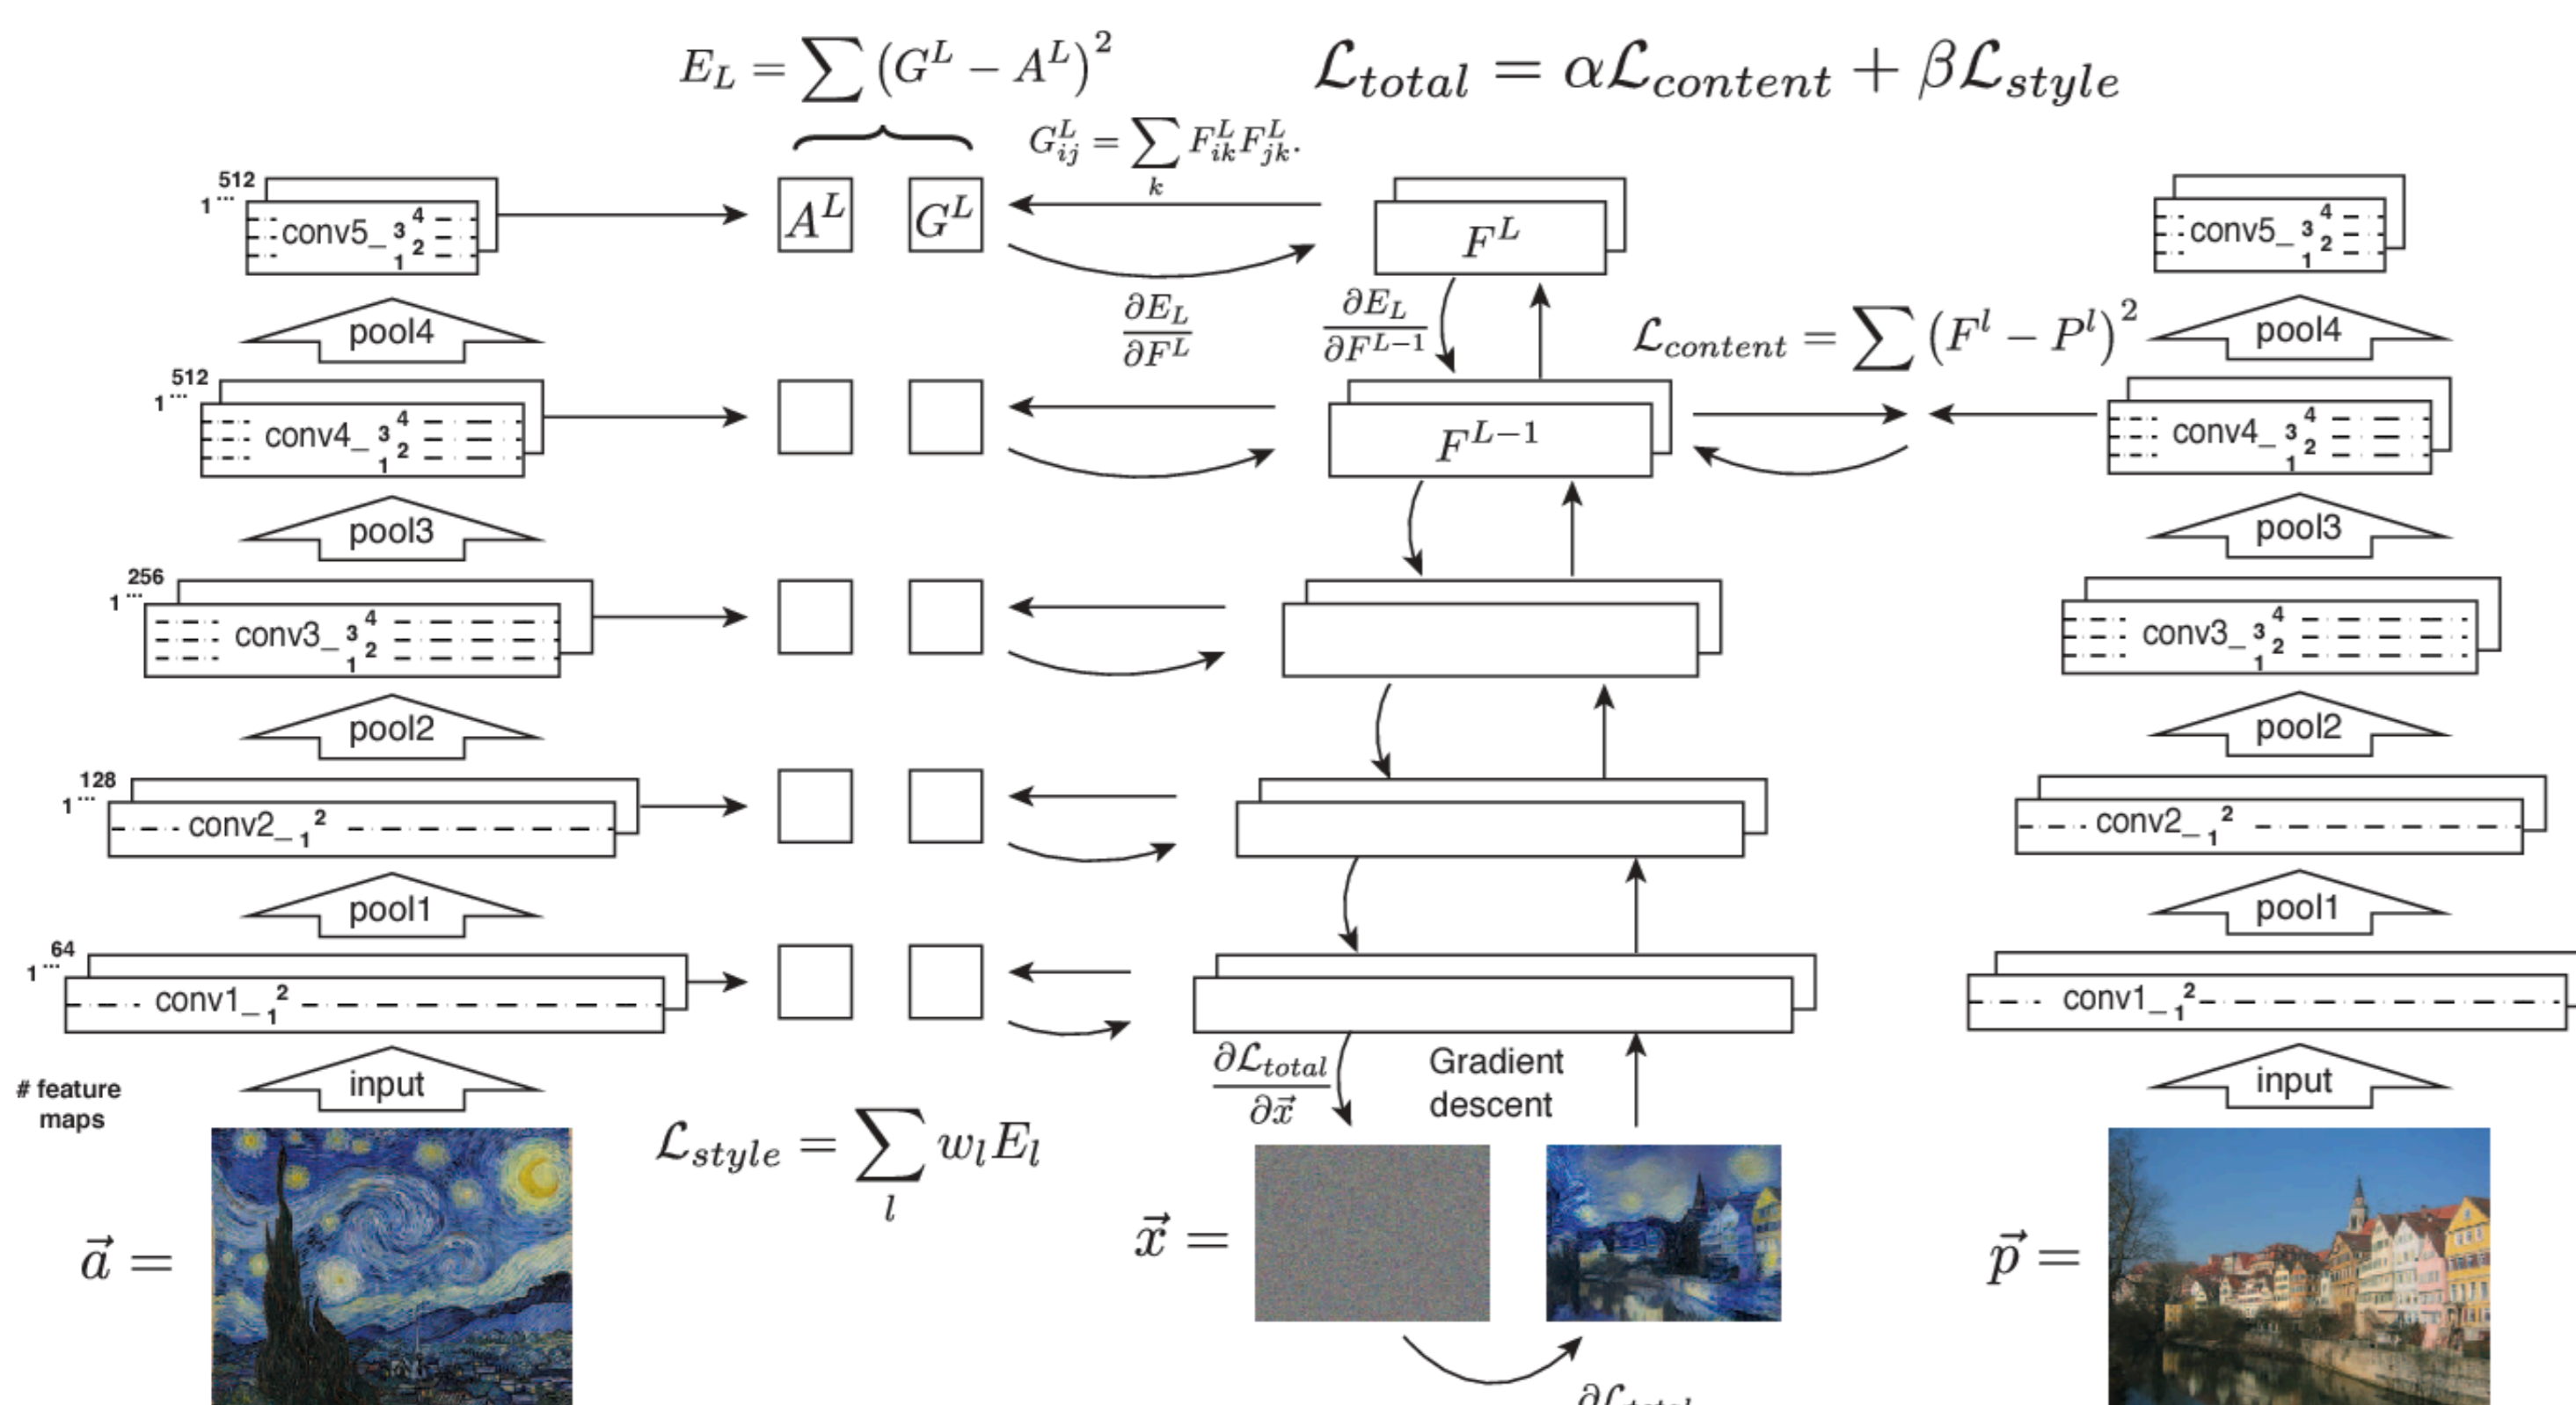 E_L = ∑ (G^L − A^L)^2
ℒ_total = αℒ_content + βℒ_style
G^L_ij = ∑_k F^L_ik F^L_jk.
1 ... 512
conv5_ 1 2 3 4
A^L
G^L
F^L
conv5_ 1 2 3 4
∂E_L/∂F^L
∂E_L/∂F^{L−1}
ℒ_content = ∑ (F^l − P^l)^2
pool4
pool4
1 ... 512
conv4_ 1 2 3 4
F^{L−1}
conv4_ 1 2 3 4
pool3
pool3
1 ... 256
conv3_ 1 2 3 4
conv3_ 1 2 3 4
pool2
pool2
1 ... 128
conv2_ 1 2
conv2_ 1 2
pool1
pool1
1 ... 64
conv1_ 1 2
conv1_ 1 2
# feature
maps
input
∂ℒ_total/∂x⃗
Gradient
descent
input
ℒ_style = ∑_l w_l E_l
a⃗ =
x⃗ =
p⃗ =